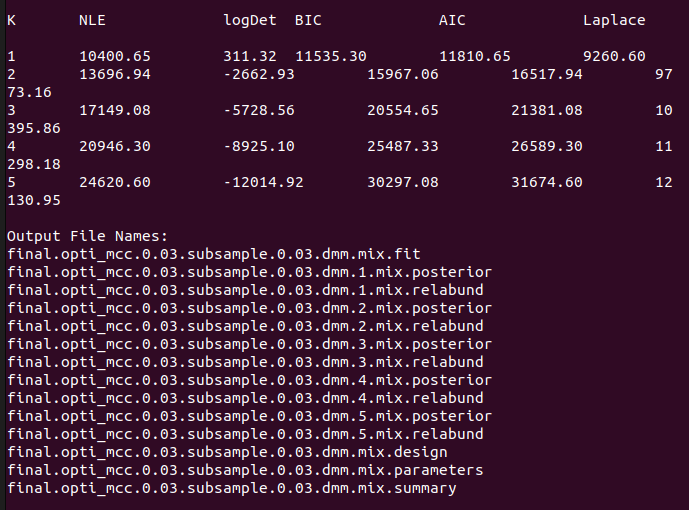 K NLE logDet BIC AIC Laplace
1 10400.65 311.32 11535.30 11810.65 9260.60
2 13696.94 -2662.93 15967.06 16517.94 97
73.16
3 17149.08 -5728.56 20554.65 21381.08 10
395.86
4 20946.30 -8925.10 25487.33 26589.30 11
298.18
5 24620.60 -12014.92 30297.08 31674.60 12
130.95
Output File Names:
final.opti_mcc.0.03.subsample.0.03.dmm.mix.fit
final.opti_mcc.0.03.subsample.0.03.dmm.1.mix.posterior
final.opti_mcc.0.03.subsample.0.03.dmm.1.mix.relabund
final.opti_mcc.0.03.subsample.0.03.dmm.2.mix.posterior
final.opti_mcc.0.03.subsample.0.03.dmm.2.mix.relabund
final.opti_mcc.0.03.subsample.0.03.dmm.3.mix.posterior
final.opti_mcc.0.03.subsample.0.03.dmm.3.mix.relabund
final.opti_mcc.0.03.subsample.0.03.dmm.4.mix.posterior
final.opti_mcc.0.03.subsample.0.03.dmm.4.mix.relabund
final.opti_mcc.0.03.subsample.0.03.dmm.5.mix.posterior
final.opti_mcc.0.03.subsample.0.03.dmm.5.mix.relabund
final.opti_mcc.0.03.subsample.0.03.dmm.mix.design
final.opti_mcc.0.03.subsample.0.03.dmm.mix.parameters
final.opti_mcc.0.03.subsample.0.03.dmm.mix.summary